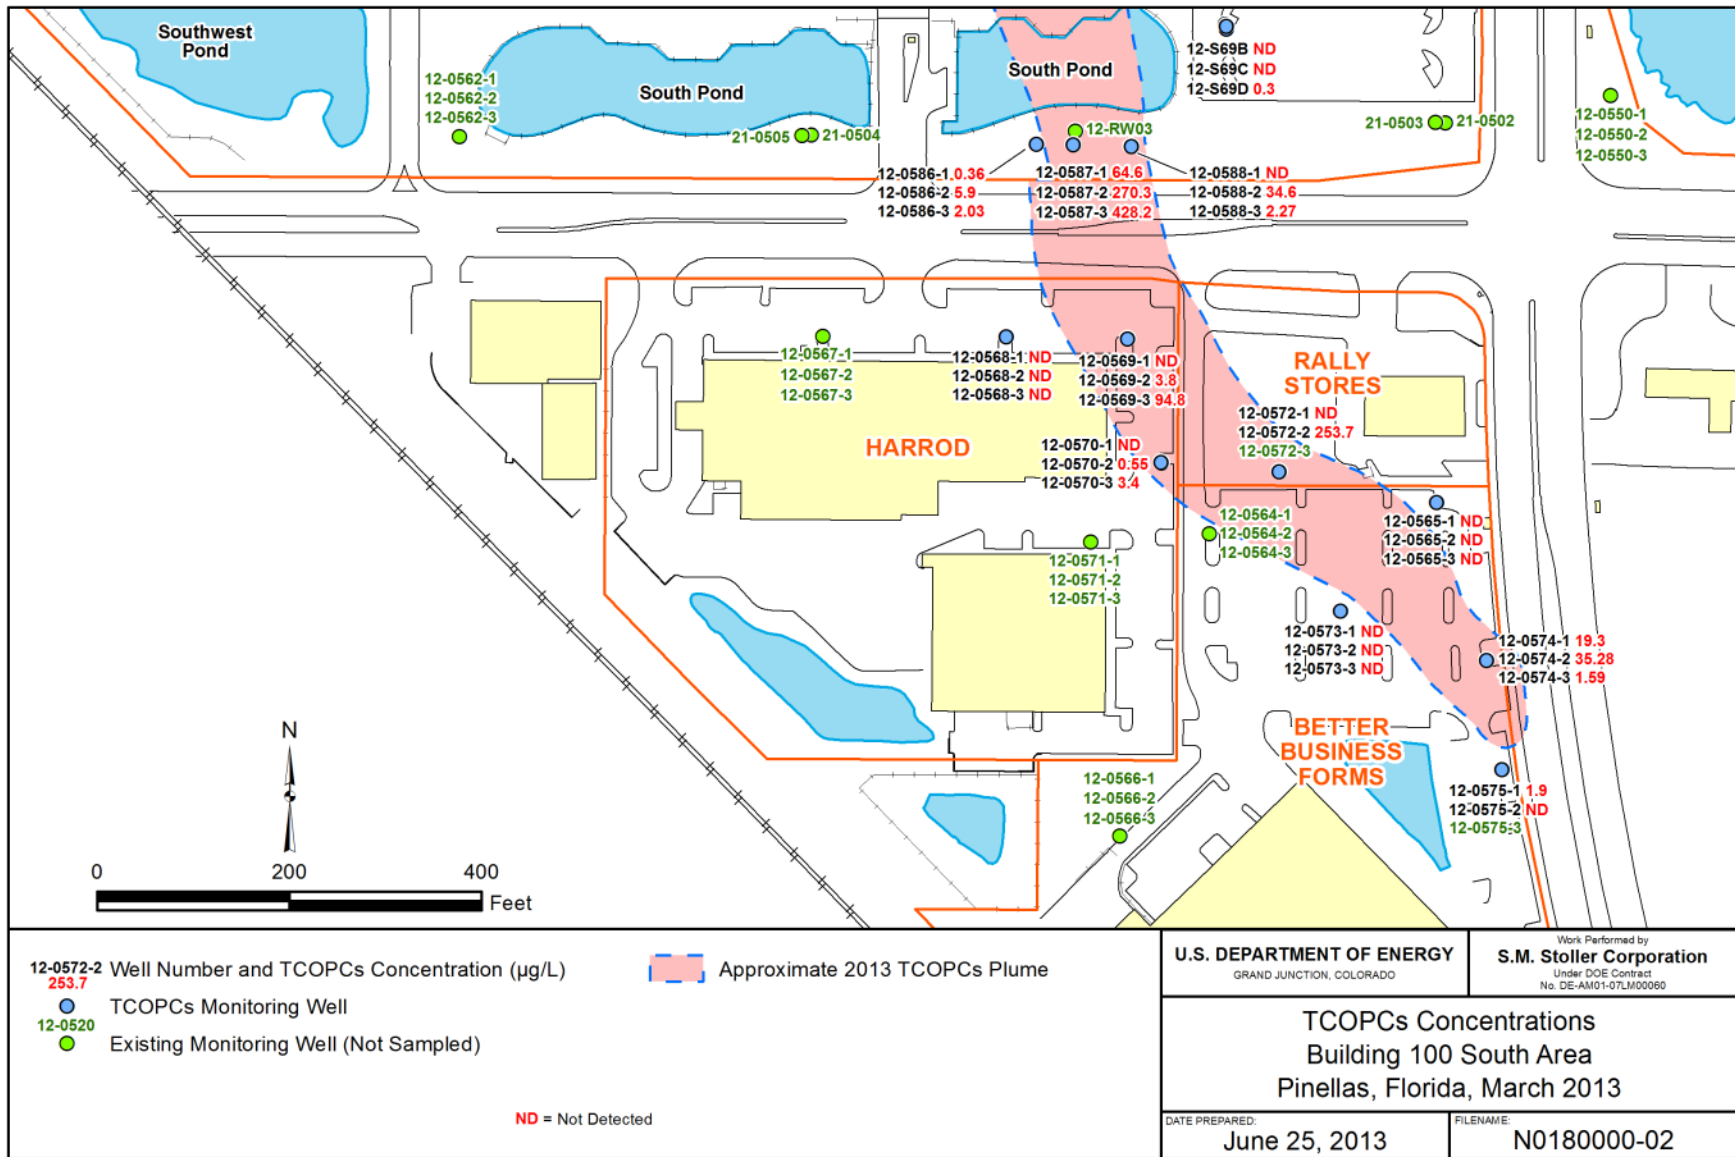 Southwest
Pond
12-0562-1
12-0562-2
12-0562-3
South Pond
21-0505
21-0504
South Pond
12-RW03
12-S69B ND
12-S69C ND
12-S69D 0.3
21-0503
21-0502
12-0550-1
12-0550-2
12-0550-3
12-0586-1 0.36
12-0586-2 5.9
12-0586-3 2.03
12-0587-1 64.6
12-0587-2 270.3
12-0587-3 428.2
12-0588-1 ND
12-0588-2 34.6
12-0588-3 2.27
12-0567-1
12-0567-2
12-0567-3
12-0568-1 ND
12-0568-2 ND
12-0568-3 ND
12-0569-1 ND
12-0569-2 3.8
12-0569-3 94.8
RALLY
STORES
12-0572-1 ND
12-0572-2 253.7
12-0572-3
HARROD
12-0570-1 ND
12-0570-2 0.55
12-0570-3 3.4
12-0564-1
12-0564-2
12-0564-3
12-0565-1 ND
12-0565-2 ND
12-0565-3 ND
12-0571-1
12-0571-2
12-0571-3
12-0573-1 ND
12-0573-2 ND
12-0573-3 ND
12-0574-1 19.3
12-0574-2 35.28
12-0574-3 1.59
BETTER
BUSINESS
FORMS
12-0566-1
12-0566-2
12-0566-3
12-0575-1 1.9
12-0575-2 ND
12-0575-3
N
0 200 400
Feet
12-0572-2 Well Number and TCOPCs Concentration (µg/L)
253.7
TCOPCs Monitoring Well
12-0520
Existing Monitoring Well (Not Sampled)
Approximate 2013 TCOPCs Plume
ND = Not Detected
U.S. DEPARTMENT OF ENERGY
GRAND JUNCTION, COLORADO
Work Performed by
S.M. Stoller Corporation
Under DOE Contract
No. DE-AM01-07LM00060
TCOPCs Concentrations
Building 100 South Area
Pinellas, Florida, March 2013
DATE PREPARED:
June 25, 2013
FILENAME:
N0180000-02